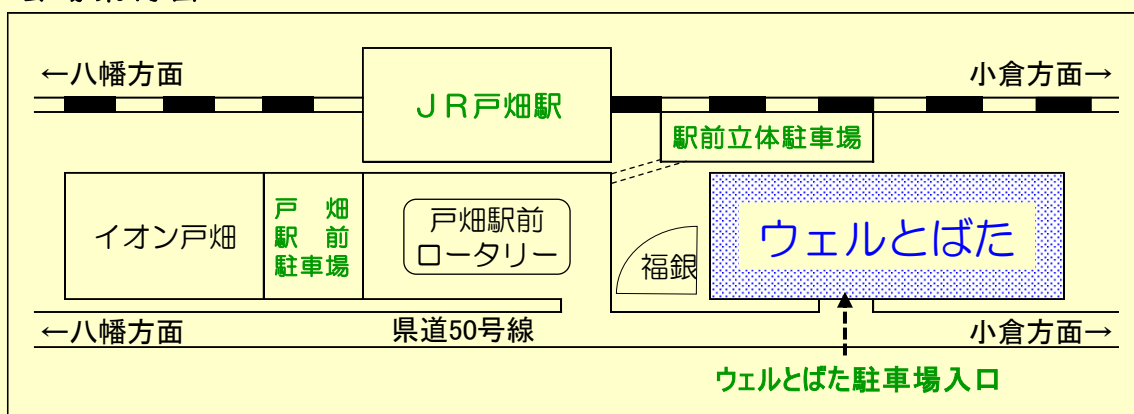 ←八幡方面
小倉方面→
ＪＲ戸畑駅
駅前立体駐車場
イオン戸畑
戸　畑
駅　前
駐車場
戸畑駅前
ロータリー
福銀
ウェルとばた
←八幡方面
県道50号線
小倉方面→
ウェルとばた駐車場入口